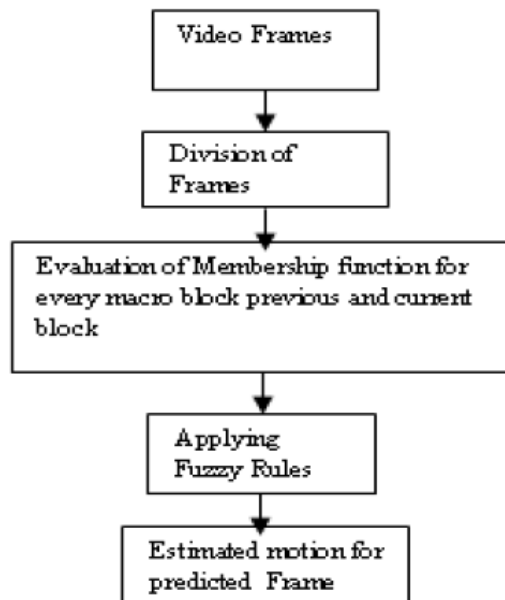 Video Frames
Division of
Frames
Evaluation of Membership function for
every macro block previous and current
block
Applying
Fuzzy Rules
Estimated motion for
predicted Frame